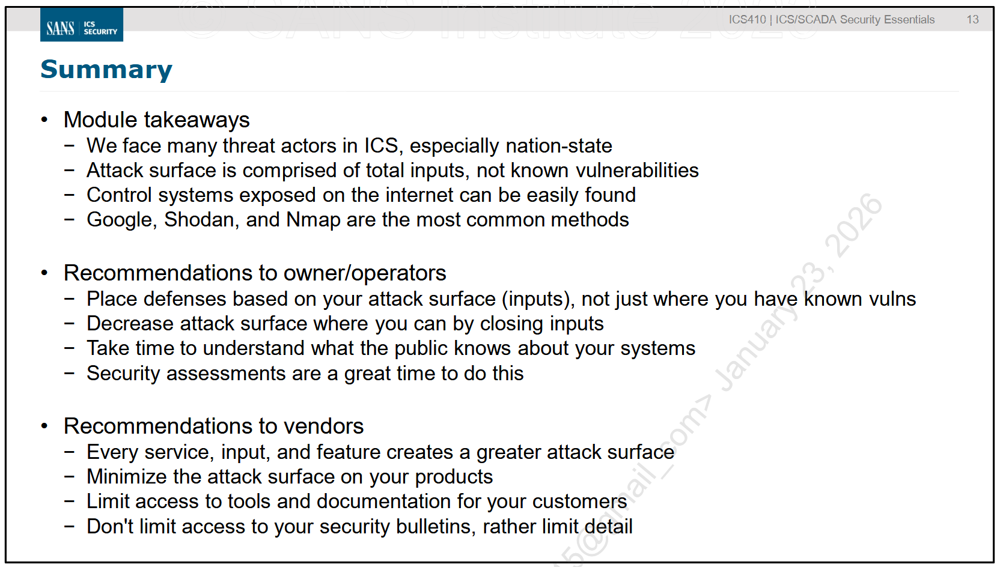 © SANS Institute 2023
ICS410 | ICS/SCADA Security Essentials 13
SANS ICS SECURITY
Summary
• Module takeaways
− We face many threat actors in ICS, especially nation-state
− Attack surface is comprised of total inputs, not known vulnerabilities
− Control systems exposed on the internet can be easily found
− Google, Shodan, and Nmap are the most common methods
• Recommendations to owner/operators
− Place defenses based on your attack surface (inputs), not just where you have known vulns
− Decrease attack surface where you can by closing inputs
− Take time to understand what the public knows about your systems
− Security assessments are a great time to do this
• Recommendations to vendors
− Every service, input, and feature creates a greater attack surface
− Minimize the attack surface on your products
− Limit access to tools and documentation for your customers
− Don't limit access to your security bulletins, rather limit detail
@gmail_com> January 23, 2026